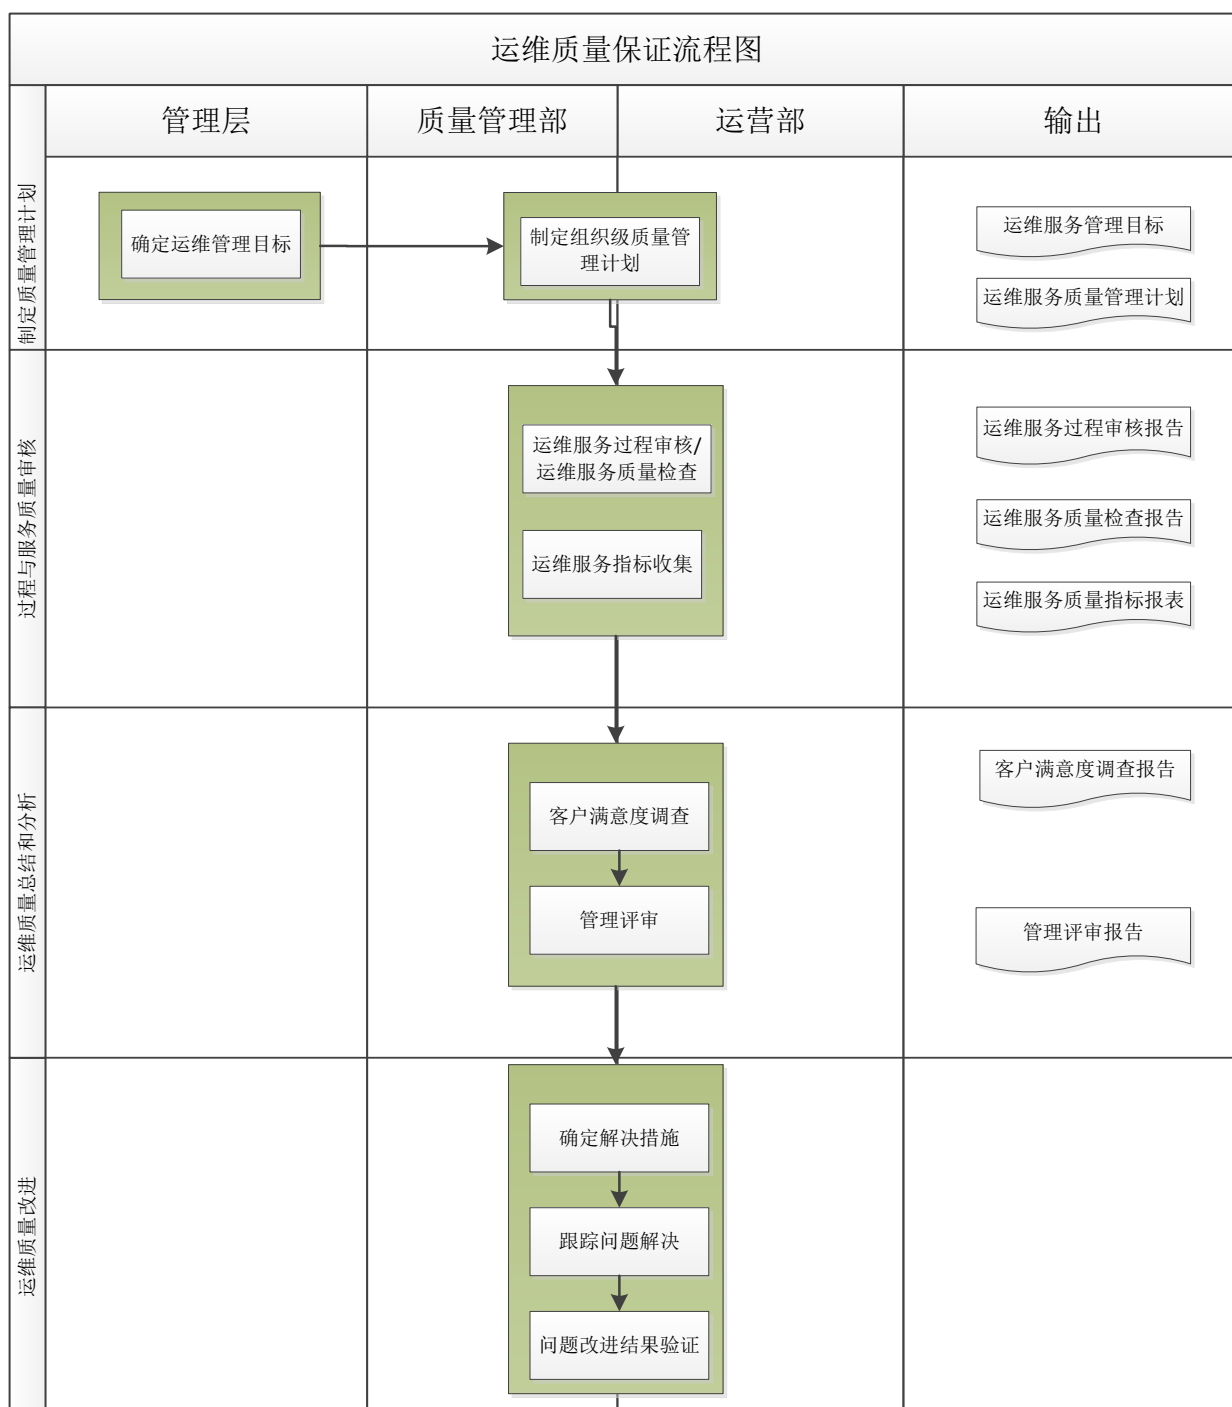 运维质量保证流程图
管理层
质量管理部
运营部
输出
制定质量管理计划
确定运维管理目标
制定组织级质量管
理计划
运维服务管理目标
运维服务质量管理计划
过程与服务质量审核
运维服务过程审核/
运维服务质量检查
运维服务指标收集
运维服务过程审核报告
运维服务质量检查报告
运维服务质量指标报表
运维质量总结和分析
客户满意度调查
管理评审
客户满意度调查报告
管理评审报告
运维质量改进
确定解决措施
跟踪问题解决
问题改进结果验证